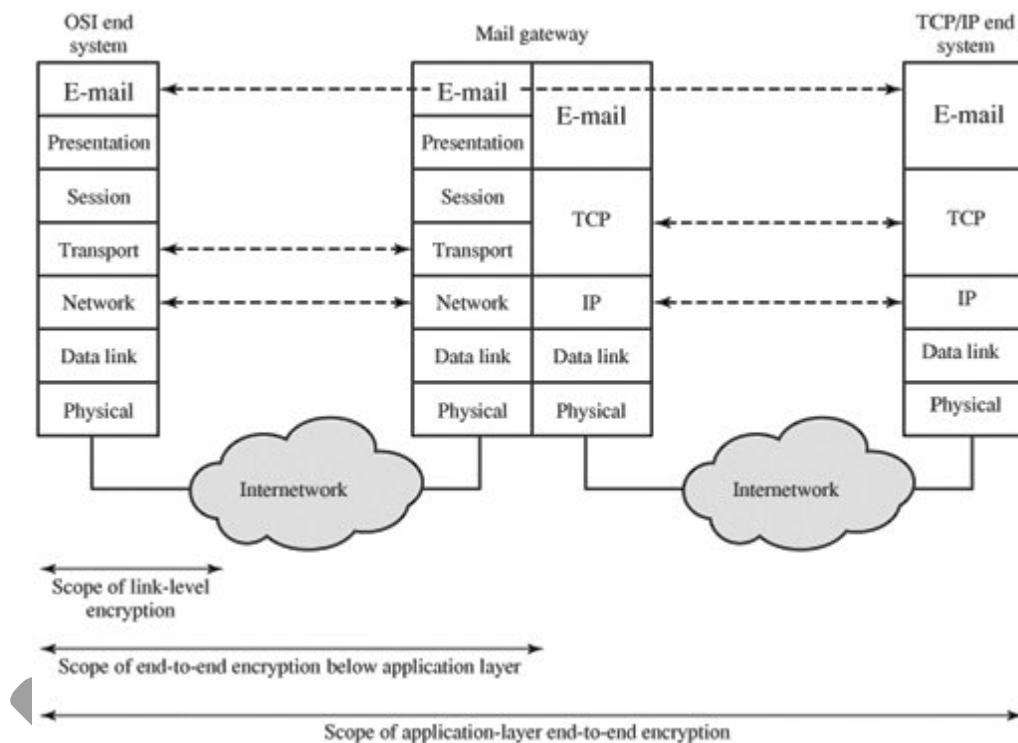 OSI end
system
Mail gateway
TCP/IP end
system
E-mail
E-mail
E-mail
E-mail
Presentation
Presentation
Session
Session
TCP
TCP
Transport
Transport
Network
Network
IP
IP
Data link
Data link
Data link
Data link
Physical
Physical
Physical
Physical
Internetwork
Internetwork
Scope of link-level
encryption
Scope of end-to-end encryption below application layer
Scope of application-layer end-to-end encryption